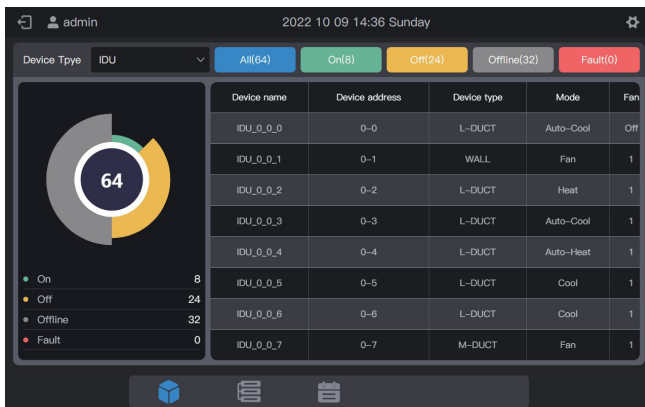 admin
2022 10 09 14:36 Sunday
Device Tpye IDU All(64) On(8) Off(24) Offline(32) Fault(0)
64
On 8
Off 24
Offline 32
Fault 0
Device name Device address Device type Mode Fan
IDU_0_0_0 0-0 L-DUCT Auto-Cool Off
IDU_0_0_1 0-1 WALL Fan 1
IDU_0_0_2 0-2 L-DUCT Heat 1
IDU_0_0_3 0-3 L-DUCT Auto-Cool 1
IDU_0_0_4 0-4 L-DUCT Auto-Heat 1
IDU_0_0_5 0-5 L-DUCT Cool 1
IDU_0_0_6 0-6 L-DUCT Cool 1
IDU_0_0_7 0-7 M-DUCT Fan 1